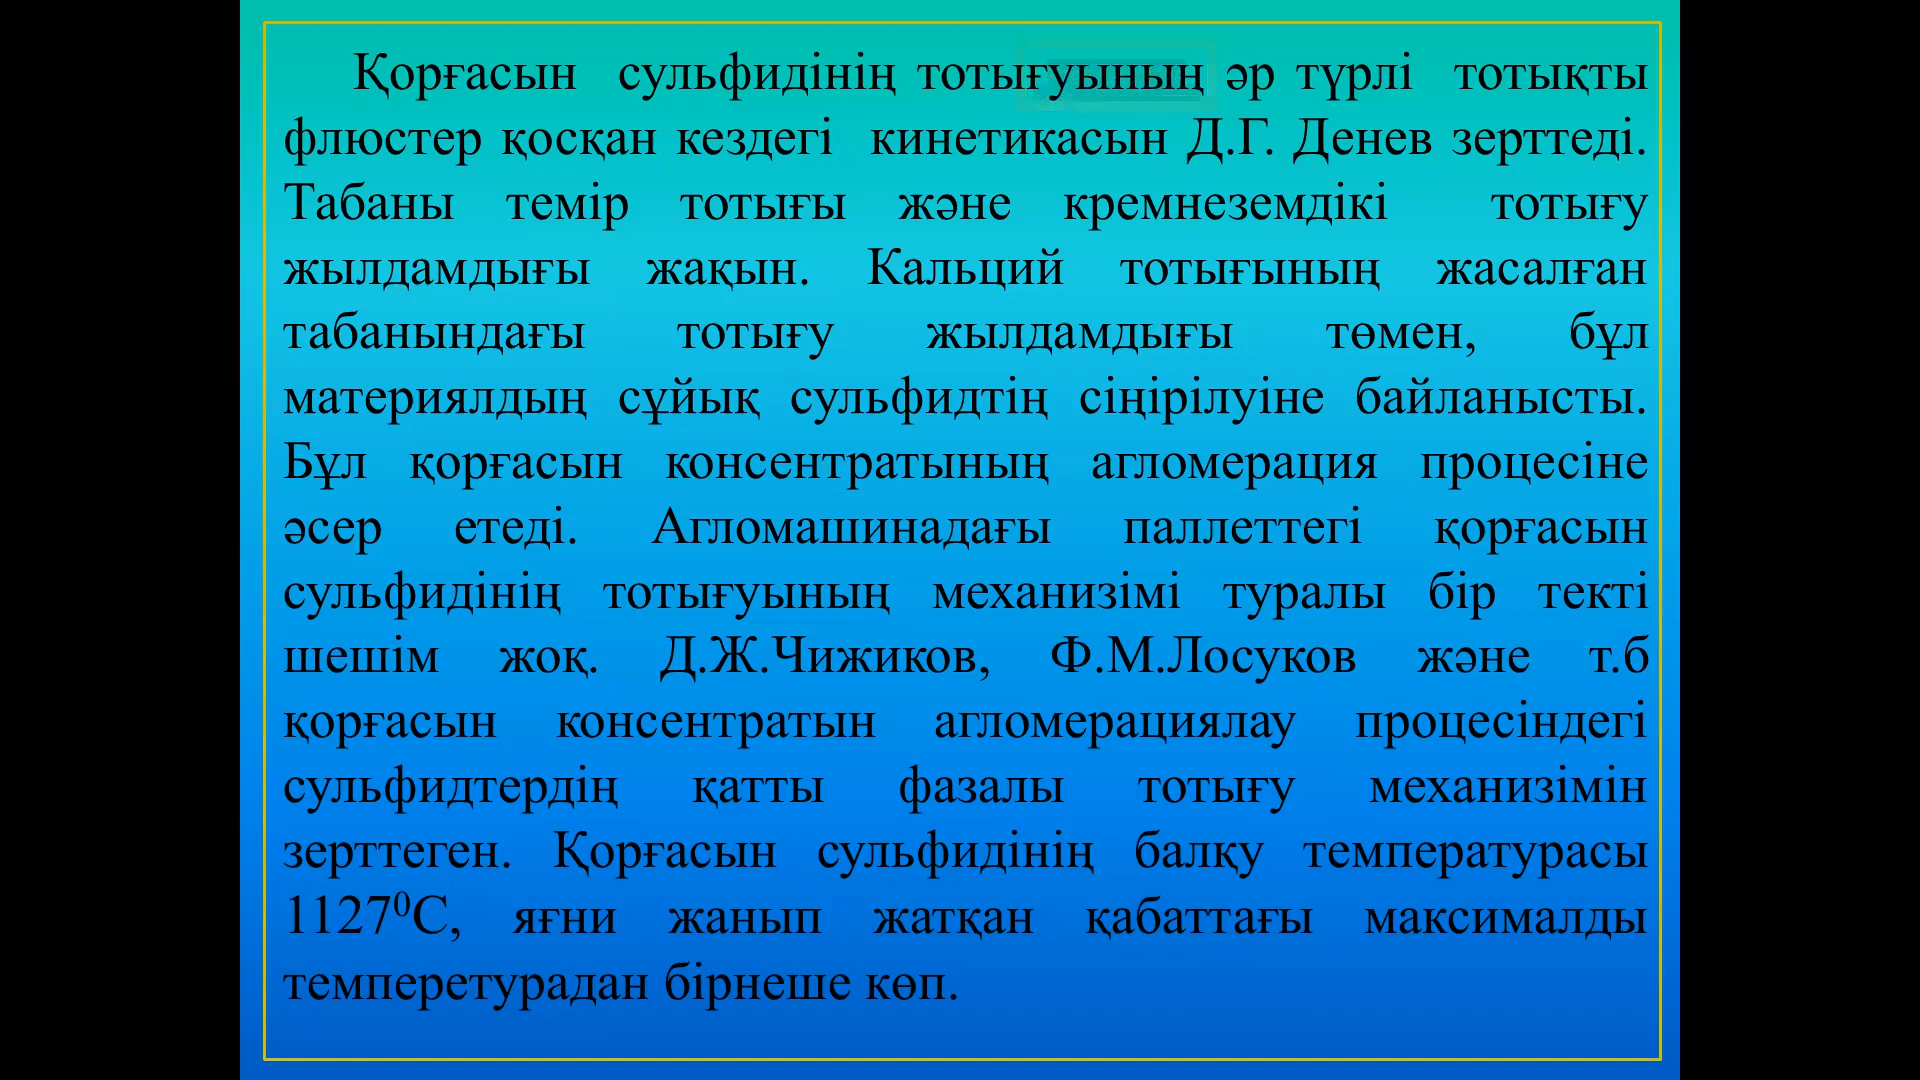 Қорғасын сульфидінің тотығуының әр түрлі тотықты
флюстер қосқан кездегі кинетикасын Д.Г. Денев зерттеді.
Табаны темір тотығы және кремнеземдікі тотығу
жылдамдығы жақын. Кальций тотығының жасалған
табанындағы тотығу жылдамдығы төмен, бұл
материялдың сұйық сульфидтің сіңірілуіне байланысты.
Бұл қорғасын консентратының агломерация процесіне
әсер етеді. Агломашинадағы паллеттегі қорғасын
сульфидінің тотығуының механизімі туралы бір текті
шешім жоқ. Д.Ж.Чижиков, Ф.М.Лосуков және т.б
қорғасын консентратын агломерациялау процесіндегі
сульфидтердің қатты фазалы тотығу механизімін
зерттеген. Қорғасын сульфидінің балқу температурасы
1127⁰С, яғни жанып жатқан қабаттағы максималды
темперетурадан бірнеше көп.